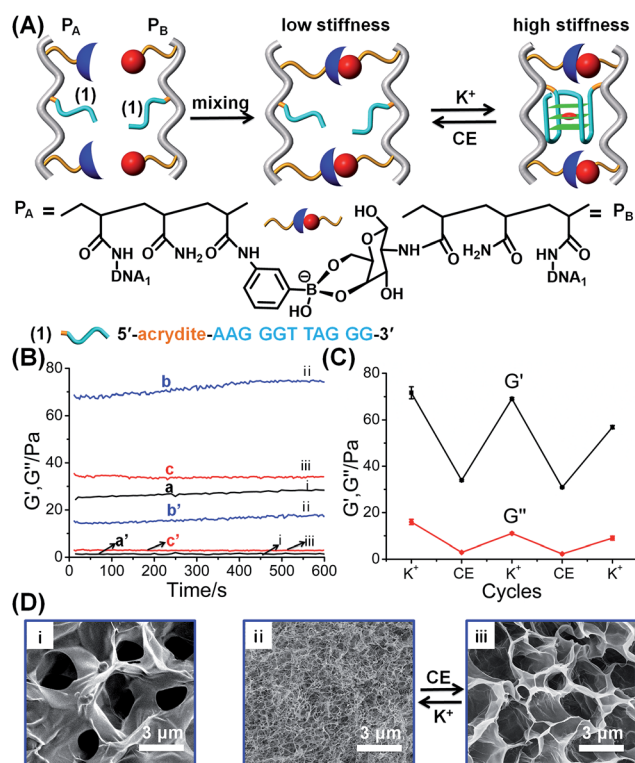 (A) P_A P_B low stiffness high stiffness
(1) (1) mixing K⁺
CE
P_A = = P_B
HO
O NH NH₂ O NH O O NH O H₂N O HN O
DNA₁ ⊖ B O OH DNA₁
HO
(1) 5′-acrydite-AAG GGT TAG GG-3′
(B) (C)
80
60
40
20
0
G', G''/Pa
b ii
c iii
a i
b' ii
a' c' i iii
0 100 200 300 400 500 600
Time/s
80
60
40
20
0
G', G''/Pa
G'
G''
K⁺ CE K⁺ CE K⁺
Cycles
(D)
i ii iii
CE
K⁺
3 μm 3 μm 3 μm